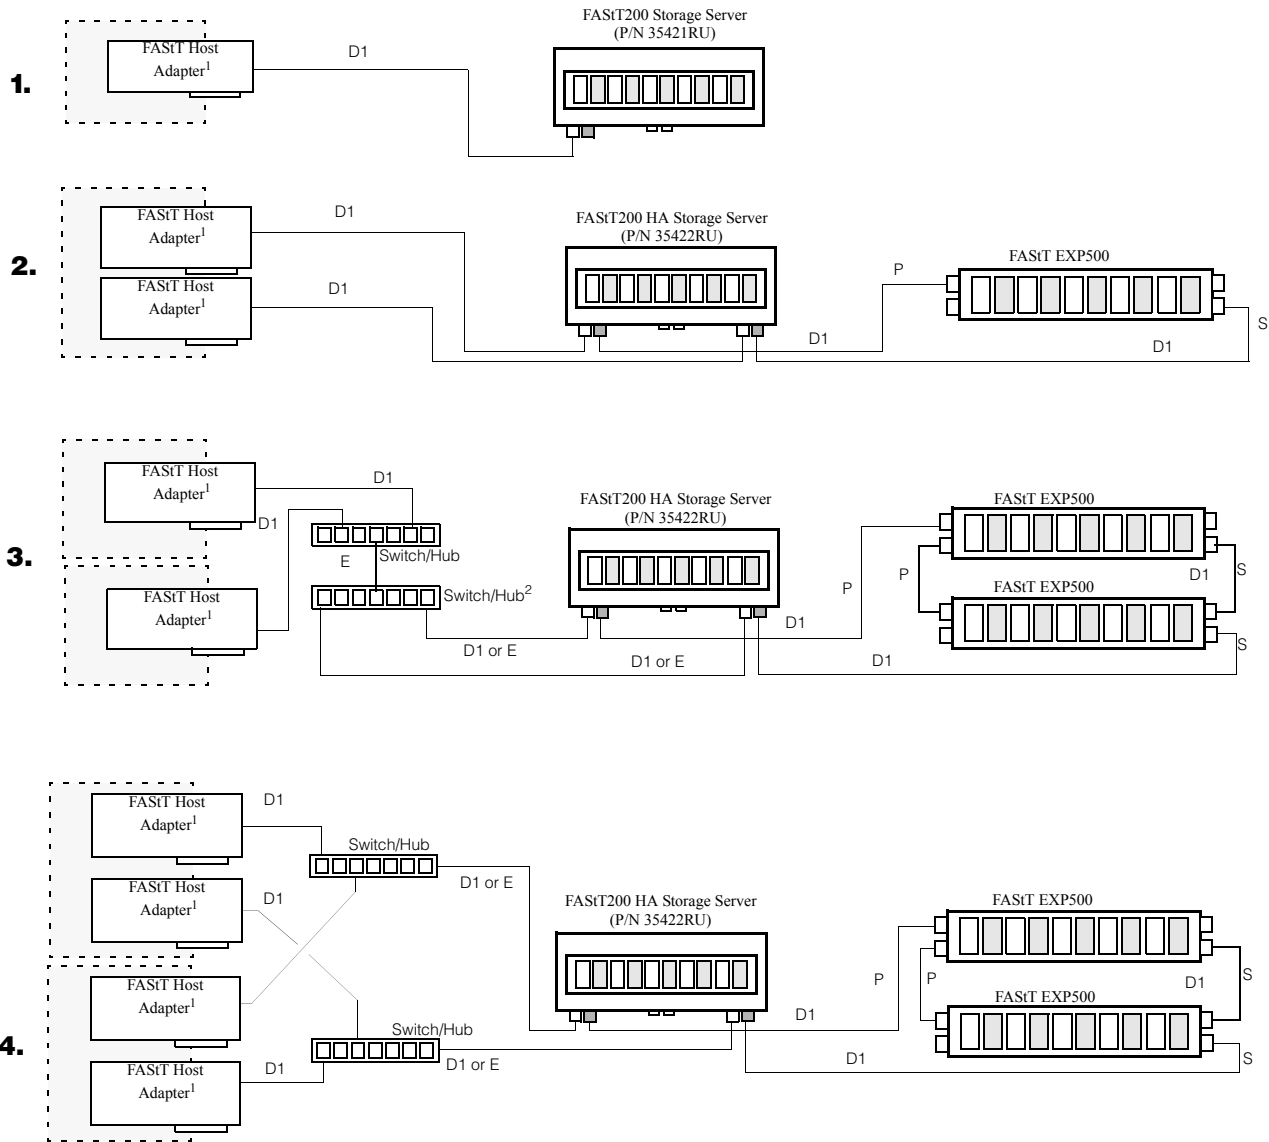 1.
FAStT Host
Adapter1
D1
FAStT200 Storage Server
(P/N 35421RU)
2.
FAStT Host
Adapter1
D1
FAStT Host
Adapter1
D1
FAStT200 HA Storage Server
(P/N 35422RU)
D1
P
FAStT EXP500
D1
S
3.
FAStT Host
Adapter1
D1
D1
E
Switch/Hub
Switch/Hub2
FAStT Host
Adapter1
D1 or E
D1 or E
FAStT200 HA Storage Server
(P/N 35422RU)
D1
P
P
FAStT EXP500
D1
S
FAStT EXP500
D1
S
4.
FAStT Host
Adapter1
D1
FAStT Host
Adapter1
D1
FAStT Host
Adapter1
FAStT Host
Adapter1
D1
Switch/Hub
D1 or E
Switch/Hub
D1 or E
FAStT200 HA Storage Server
(P/N 35422RU)
D1
P
P
FAStT EXP500
D1
S
FAStT EXP500
D1
S